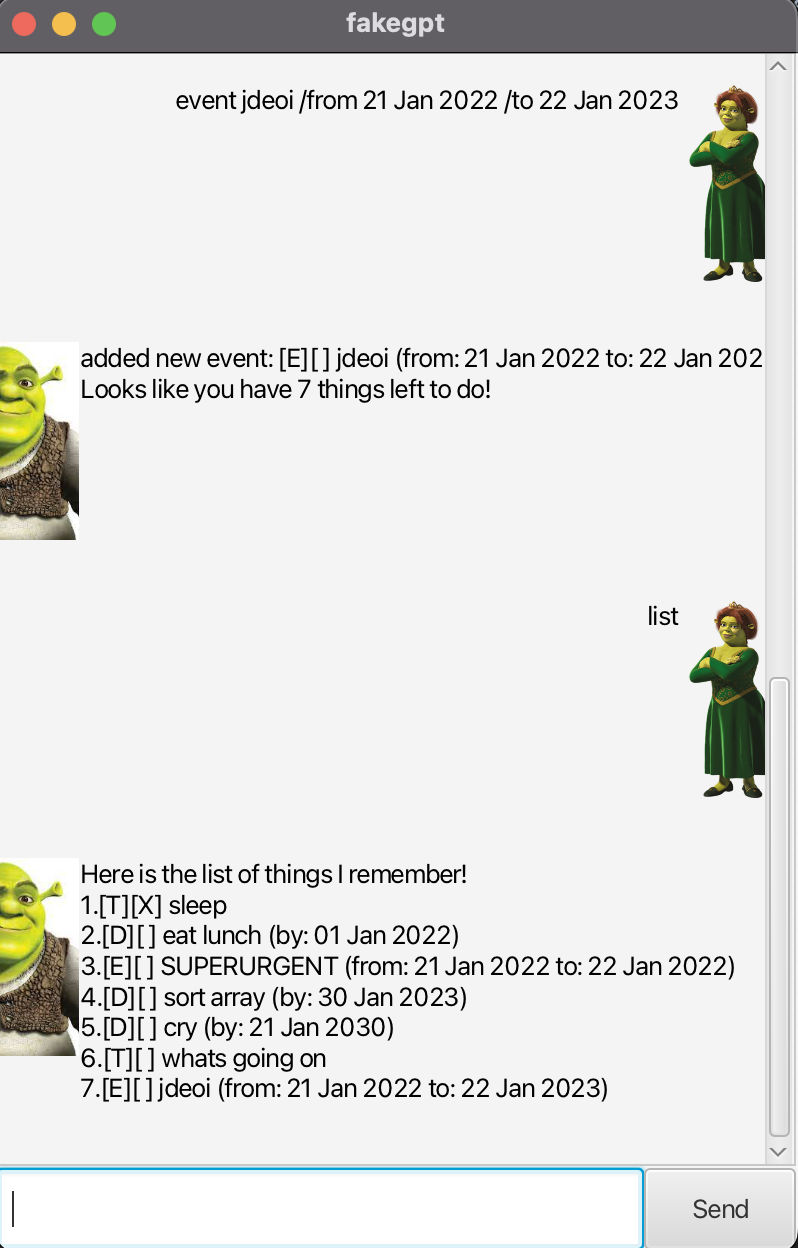 fakegpt
event jdeoi /from 21 Jan 2022 /to 22 Jan 2023
added new event: [E][ ] jdeoi (from: 21 Jan 2022 to: 22 Jan 202
Looks like you have 7 things left to do!
list
Here is the list of things I remember!
1.[T][X] sleep
2.[D][ ] eat lunch (by: 01 Jan 2022)
3.[E][ ] SUPERURGENT (from: 21 Jan 2022 to: 22 Jan 2022)
4.[D][ ] sort array (by: 30 Jan 2023)
5.[D][ ] cry (by: 21 Jan 2030)
6.[T][ ] whats going on
7.[E][ ] jdeoi (from: 21 Jan 2022 to: 22 Jan 2023)
Send